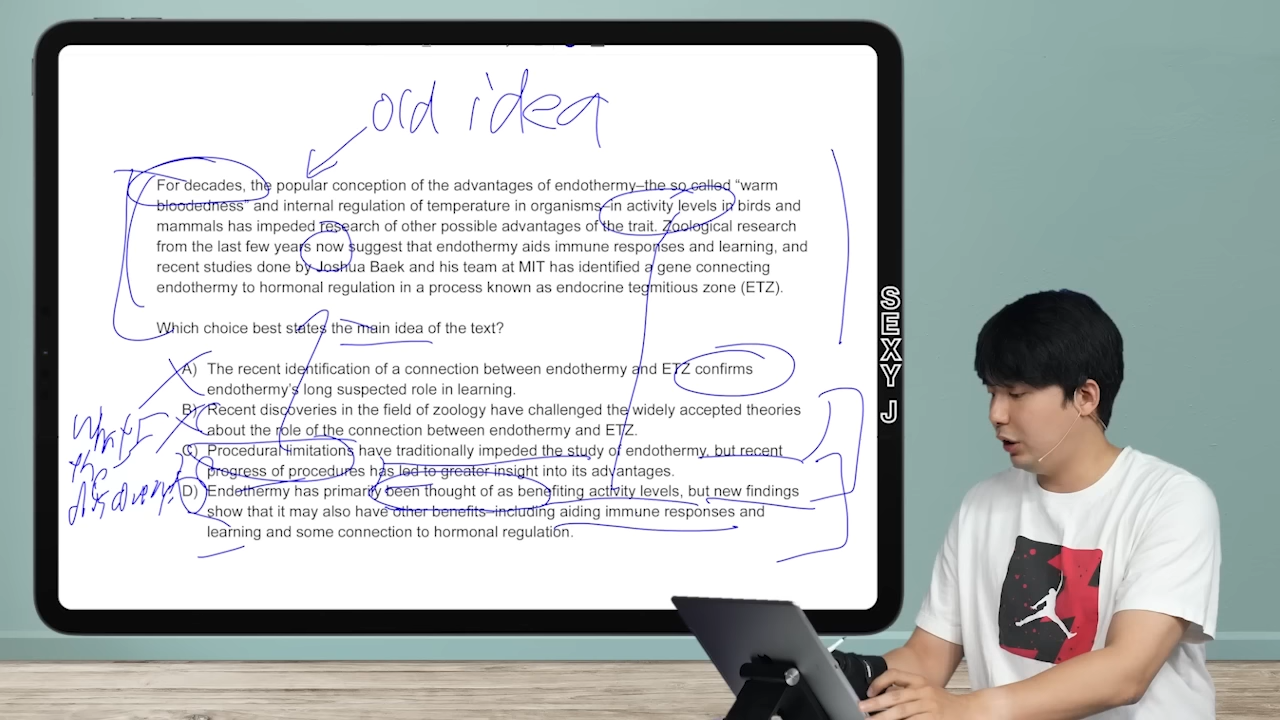 old idea
For decades, the popular conception of the advantages of endothermy–the so called “warm
bloodedness” and internal regulation of temperature in organisms–in activity levels in birds and
mammals has impeded research of other possible advantages of the trait. Zoological research
from the last few years now suggest that endothermy aids immune responses and learning, and
recent studies done by Joshua Baek and his team at MIT has identified a gene connecting
endothermy to hormonal regulation in a process known as endocrine tegmitious zone (ETZ).
Which choice best states the main idea of the text?
A) The recent identification of a connection between endothermy and ETZ confirms
endothermy’s long suspected role in learning.
B) Recent discoveries in the field of zoology have challenged the widely accepted theories
about the role of the connection between endothermy and ETZ.
C) Procedural limitations have traditionally impeded the study of endothermy, but recent
progress of procedures has led to greater insight into its advantages.
D) Endothermy has primarily been thought of as benefiting activity levels, but new findings
show that it may also have other benefits–including aiding immune responses and
learning and some connection to hormonal regulation.
SEXY J